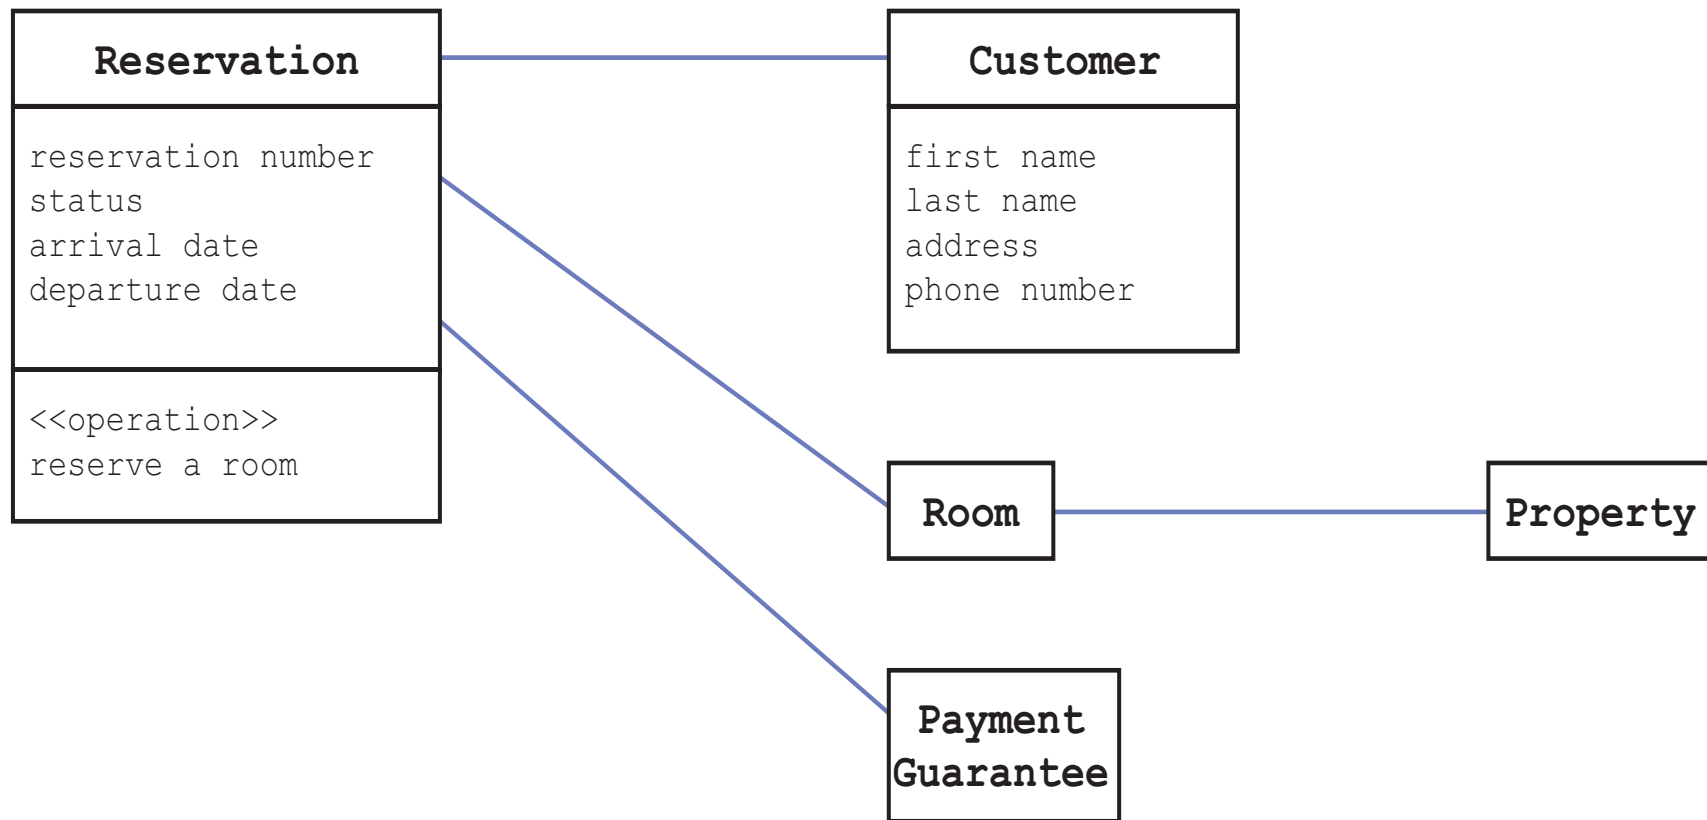 Reservation
reservation number
status
arrival date
departure date
<<operation>>
reserve a room
Customer
first name
last name
address
phone number
Room
Property
Payment
Guarantee